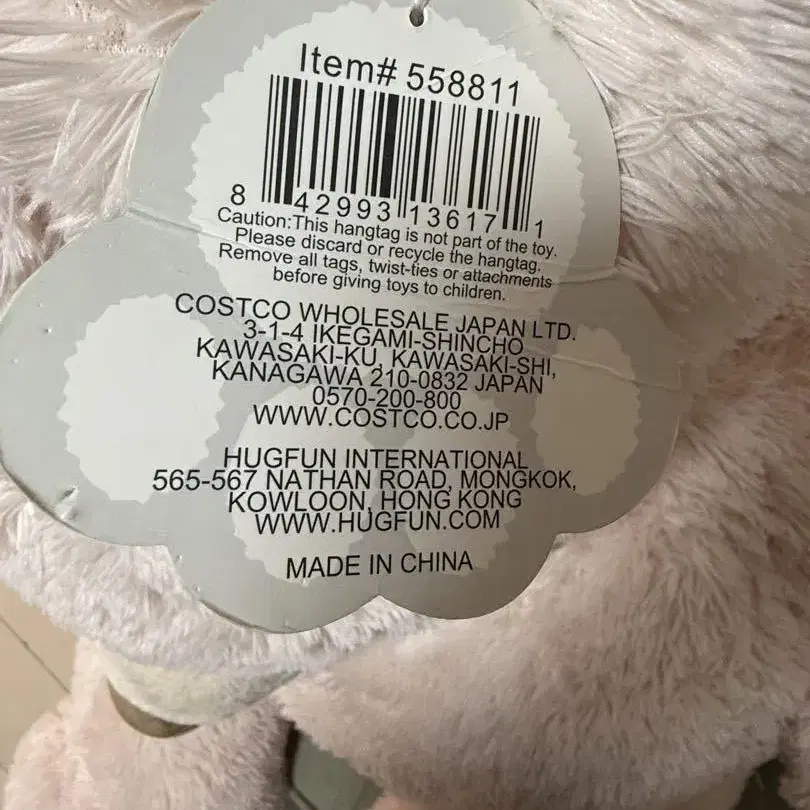 Item# 558811
8 42993 13617 1
Caution:This hangtag is not part of the toy.
Please discard or recycle the hangtag.
Remove all tags, twist-ties or attachments
before giving toys to children.
COSTCO WHOLESALE JAPAN LTD.
3-1-4 IKEGAMI-SHINCHO
KAWASAKI-KU, KAWASAKI-SHI,
KANAGAWA 210-0832 JAPAN
0570-200-800
WWW.COSTCO.CO.JP
HUGFUN INTERNATIONAL
565-567 NATHAN ROAD, MONGKOK,
KOWLOON, HONG KONG
WWW.HUGFUN.COM
MADE IN CHINA